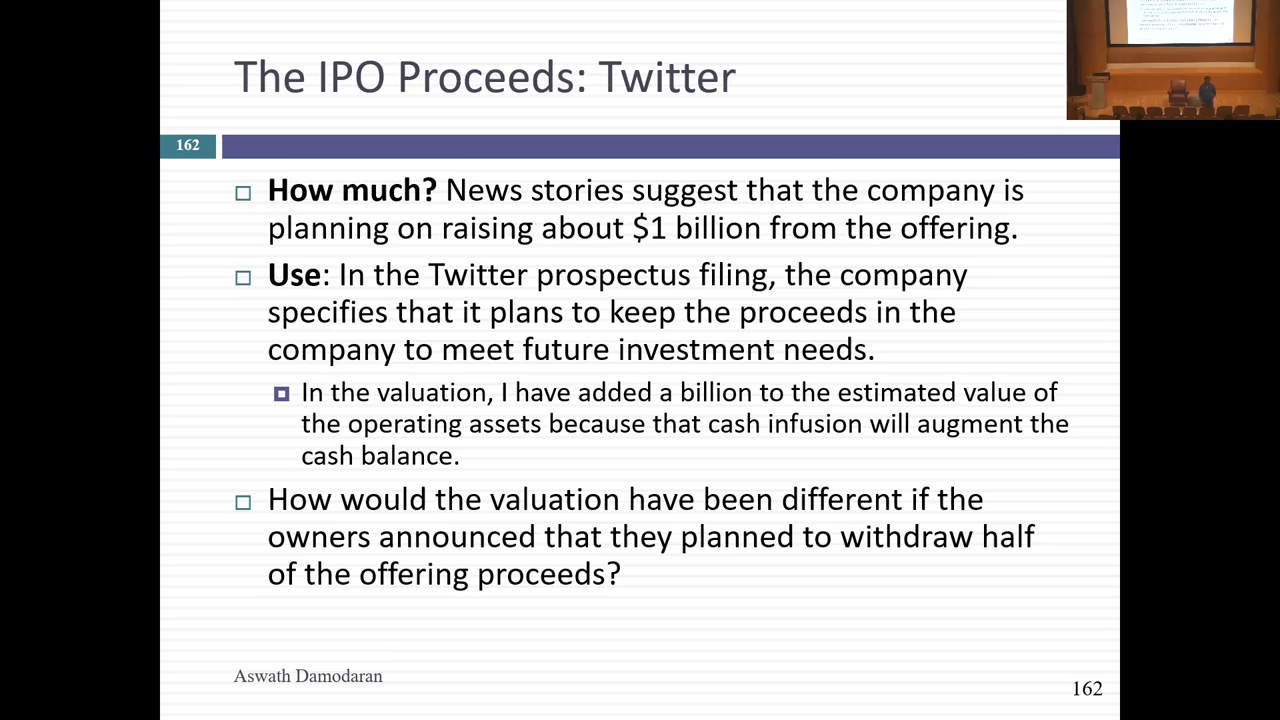 The IPO Proceeds: Twitter
162
How much? News stories suggest that the company is
planning on raising about $1 billion from the offering.
Use: In the Twitter prospectus filing, the company
specifies that it plans to keep the proceeds in the
company to meet future investment needs.
In the valuation, I have added a billion to the estimated value of
the operating assets because that cash infusion will augment the
cash balance.
How would the valuation have been different if the
owners announced that they planned to withdraw half
of the offering proceeds?
Aswath Damodaran
162